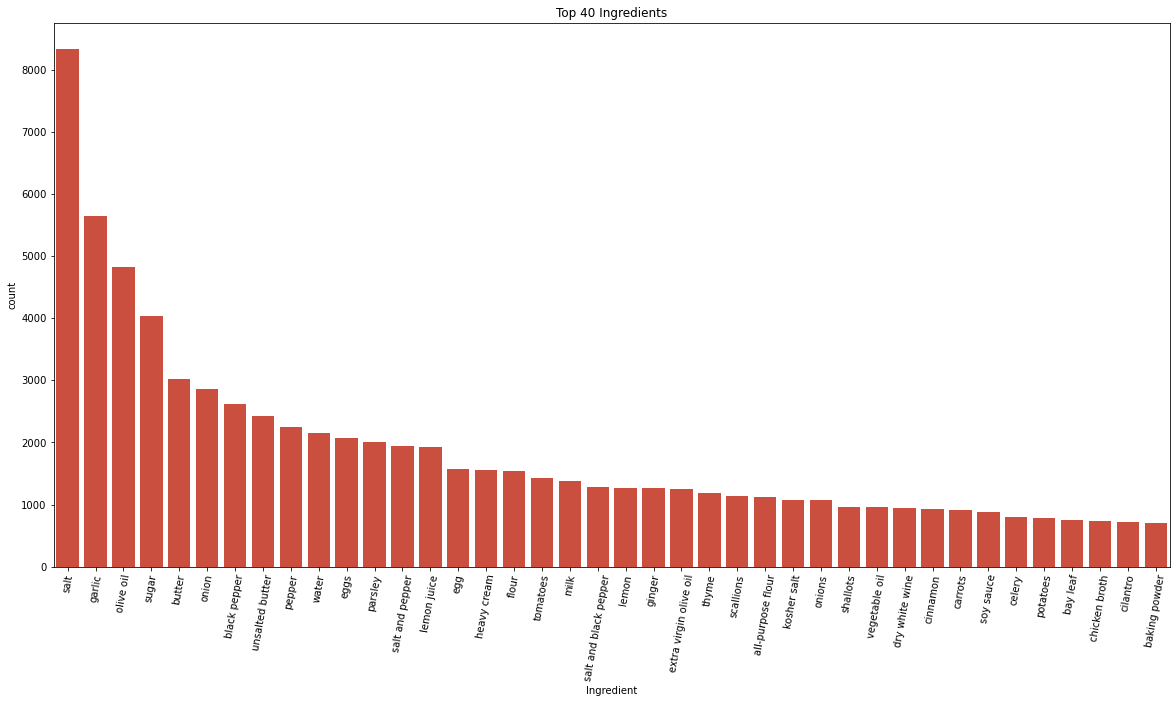 Top 40 Ingredients
count
8000
7000
6000
5000
4000
3000
2000
1000
0
salt
garlic
olive oil
sugar
butter
onion
black pepper
unsalted butter
pepper
water
eggs
parsley
salt and pepper
lemon juice
egg
heavy cream
flour
tomatoes
milk
salt and black pepper
lemon
ginger
extra virgin olive oil
thyme
scallions
all-purpose flour
kosher salt
onions
shallots
vegetable oil
dry white wine
cinnamon
carrots
soy sauce
celery
potatoes
bay leaf
chicken broth
cilantro
baking powder
Ingredient